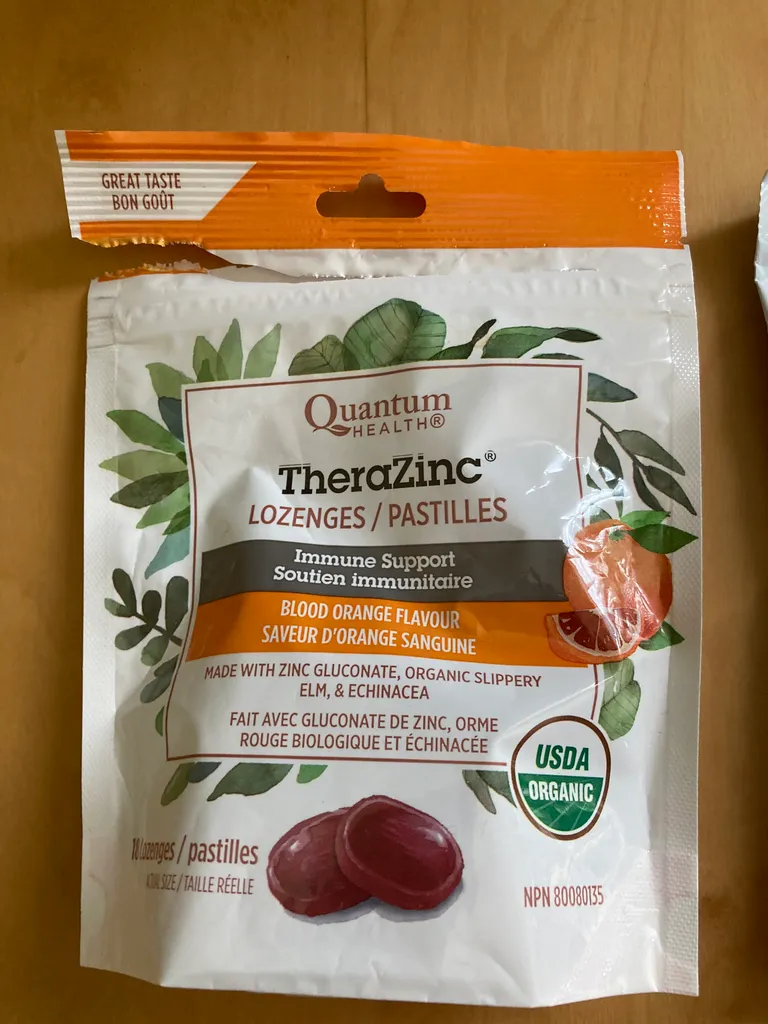 GREAT TASTE
BON GOÛT
Quantum
HEALTH®
TheraZinc®
LOZENGES / PASTILLES
Immune Support
Soutien immunitaire
BLOOD ORANGE FLAVOUR
SAVEUR D'ORANGE SANGUINE
MADE WITH ZINC GLUCONATE, ORGANIC SLIPPERY
ELM, & ECHINACEA
FAIT AVEC GLUCONATE DE ZINC, ORME
ROUGE BIOLOGIQUE ET ÉCHINACÉE
USDA
ORGANIC
Lozenges / pastilles
SIZE / TAILLE RÉELLE
NPN 80080135